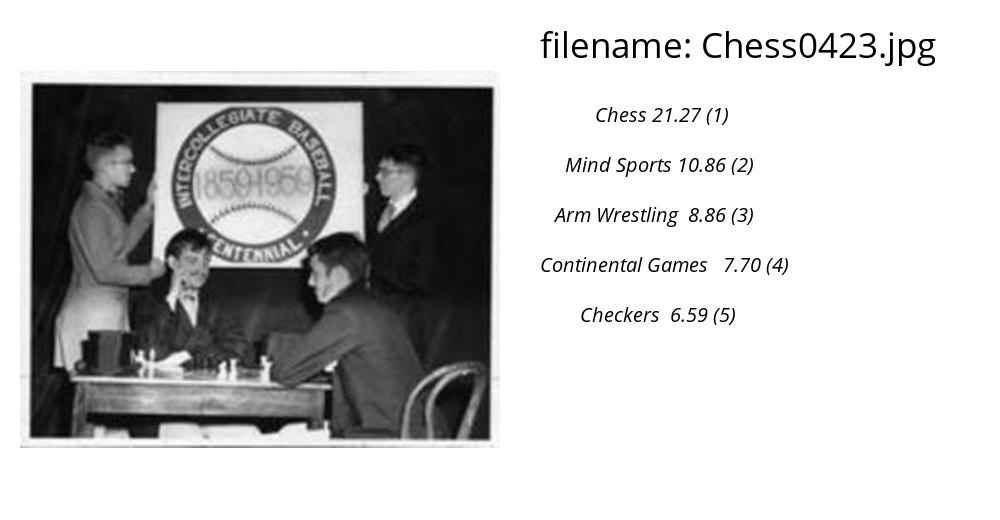 filename: Chess0423.jpg
INTERCOLLEGIATE BASEBALL
1859-1959
CENTENNIAL
Chess 21.27 (1)
Mind Sports 10.86 (2)
Arm Wrestling 8.86 (3)
Continental Games 7.70 (4)
Checkers 6.59 (5)